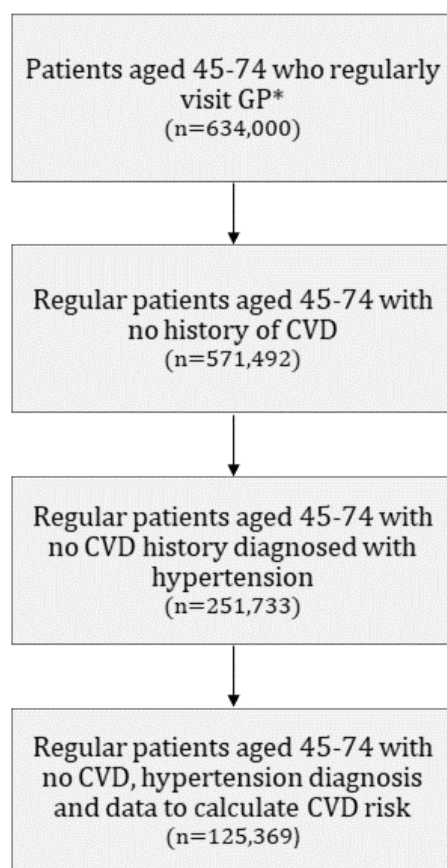 Patients aged 45-74 who regularly
visit GP*
(n=634,000)
Regular patients aged 45-74 with
no history of CVD
(n=571,492)
Regular patients aged 45-74 with
no CVD history diagnosed with
hypertension
(n=251,733)
Regular patients aged 45-74 with
no CVD, hypertension diagnosis
and data to calculate CVD risk
(n=125,369)